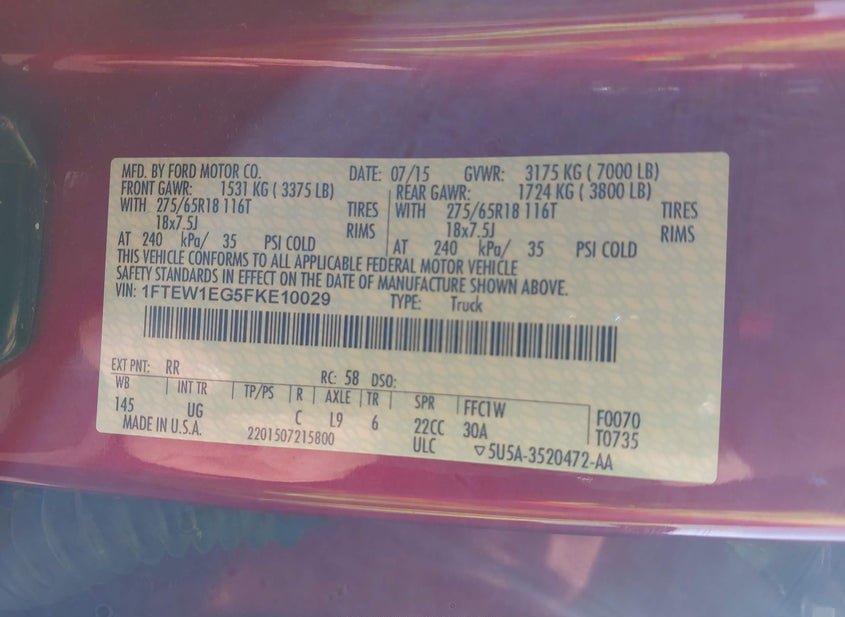 MFD. BY FORD MOTOR CO. DATE: 07/15 GVWR: 3175 KG ( 7000 LB)
FRONT GAWR: 1531 KG ( 3375 LB) REAR GAWR: 1724 KG ( 3800 LB)
WITH 275/65R18 116T TIRES WITH 275/65R18 116T TIRES
18x7.5J RIMS 18x7.5J RIMS
AT 240 kPa/ 35 PSI COLD AT 240 kPa/ 35 PSI COLD
THIS VEHICLE CONFORMS TO ALL APPLICABLE FEDERAL MOTOR VEHICLE
SAFETY STANDARDS IN EFFECT ON THE DATE OF MANUFACTURE SHOWN ABOVE.
VIN: 1FTEW1EG5FKE10029 TYPE: Truck
EXT PNT: RR RC: 58 DSO:
WB INT TR TP/PS R AXLE TR SPR FFC1W
145 UG C L9 6 22CC 30A F0070
MADE IN U.S.A. 2201507215800 ULC ▽5U5A-3520472-AA T0735